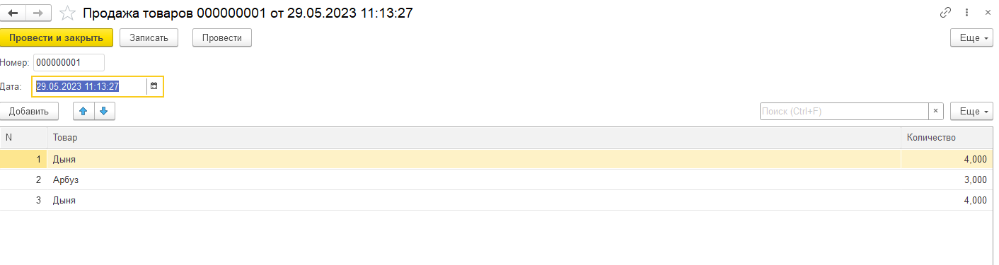 Продажа товаров 000000001 от 29.05.2023 11:13:27
Провести и закрыть Записать Провести Еще
Номер: 000000001
Дата: 29.05.2023 11:13:27
Добавить Поиск (Ctrl+F) × Еще
N Товар Количество
1 Дыня 4,000
2 Арбуз 3,000
3 Дыня 4,000